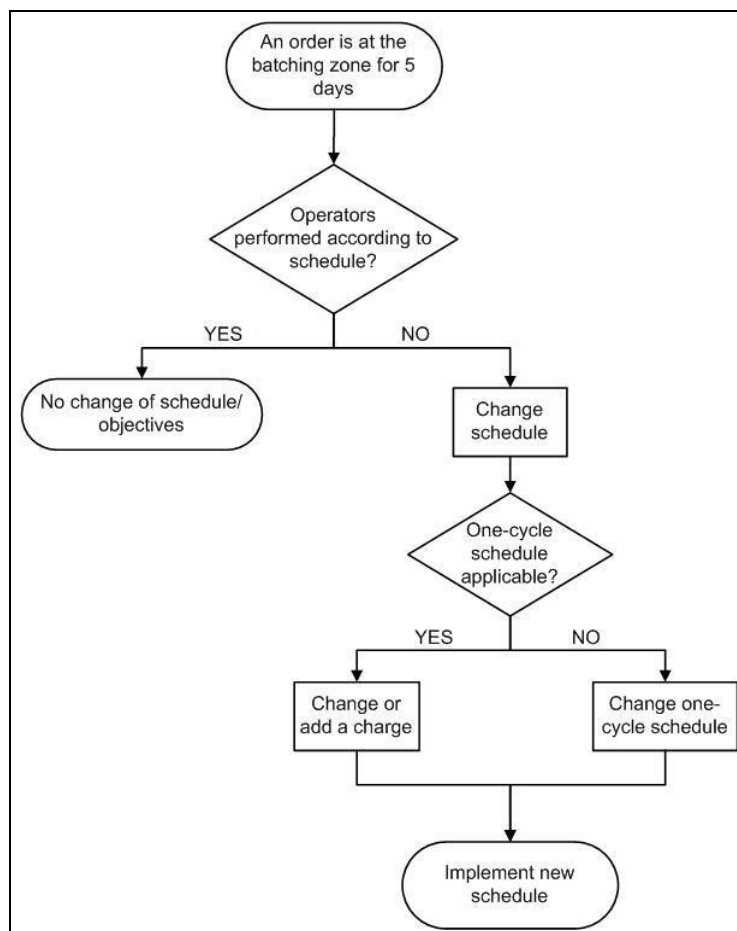 An order is at the
batching zone for 5
days
Operators
performed according to
schedule?
YES
NO
No change of schedule/
objectives
Change
schedule
One-cycle
schedule
applicable?
YES
NO
Change or
add a charge
Change one-
cycle schedule
Implement new
schedule